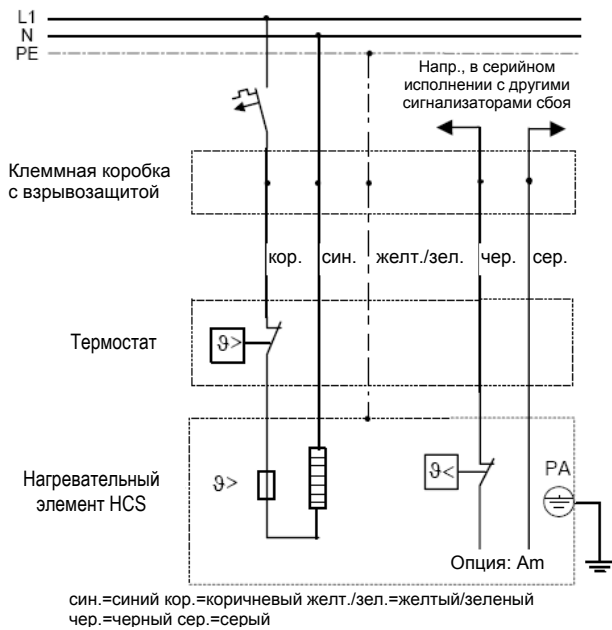 L1
N
PE
Напр., в серийном
исполнении с другими
сигнализаторами сбоя
Клеммная коробка
с взрывозащитой
кор. син. желт./зел. чер. сер.
Термостат
ϑ>
Нагревательный
элемент HCS
ϑ>
ϑ<
PA
Опция: Am
син.=синий кор.=коричневый желт./зел.=желтый/зеленый
чер.=черный сер.=серый